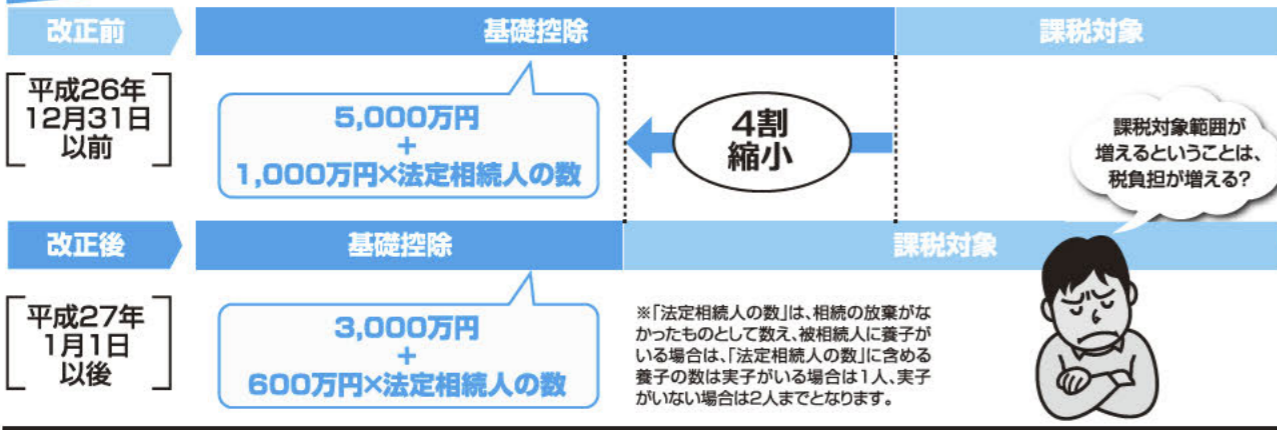 改正前
基礎控除
課税対象
平成26年
12月31日
以前
5,000万円
+
1,000万円×法定相続人の数
4割
縮小
課税対象範囲が
増えるということは、
税負担が増える?
改正後
基礎控除
課税対象
平成27年
1月1日
以後
3,000万円
+
600万円×法定相続人の数
※「法定相続人の数」は、相続の放棄がな
かったものとして数え、被相続人に養子が
いる場合は、「法定相続人の数」に含める
養子の数は実子がいる場合は1人、実子
がいない場合は2人までとなります。